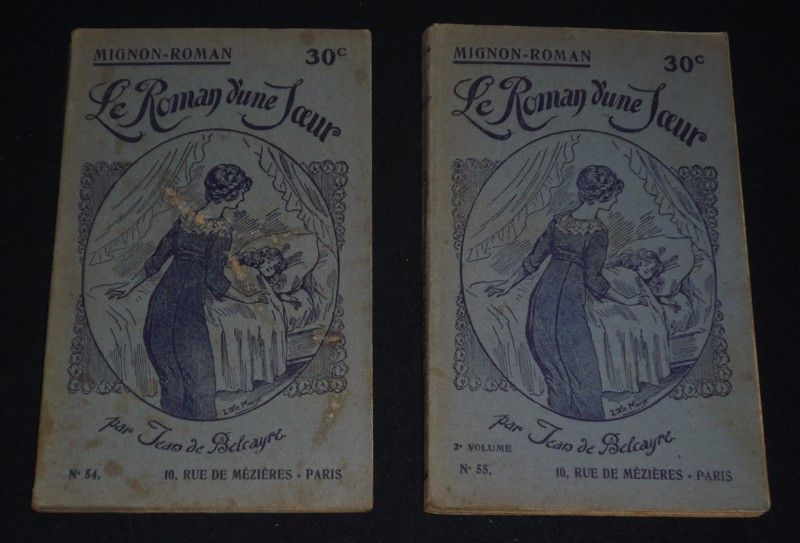 MIGNON-ROMAN 30c
Le Roman d'une Sœur
par Jean de Belcayre
N° 54. 10, RUE DE MÉZIÈRES - PARIS
MIGNON-ROMAN 30c
Le Roman d'une Sœur
par Jean de Belcayre
2e VOLUME
N° 55. 10, RUE DE MÉZIÈRES - PARIS